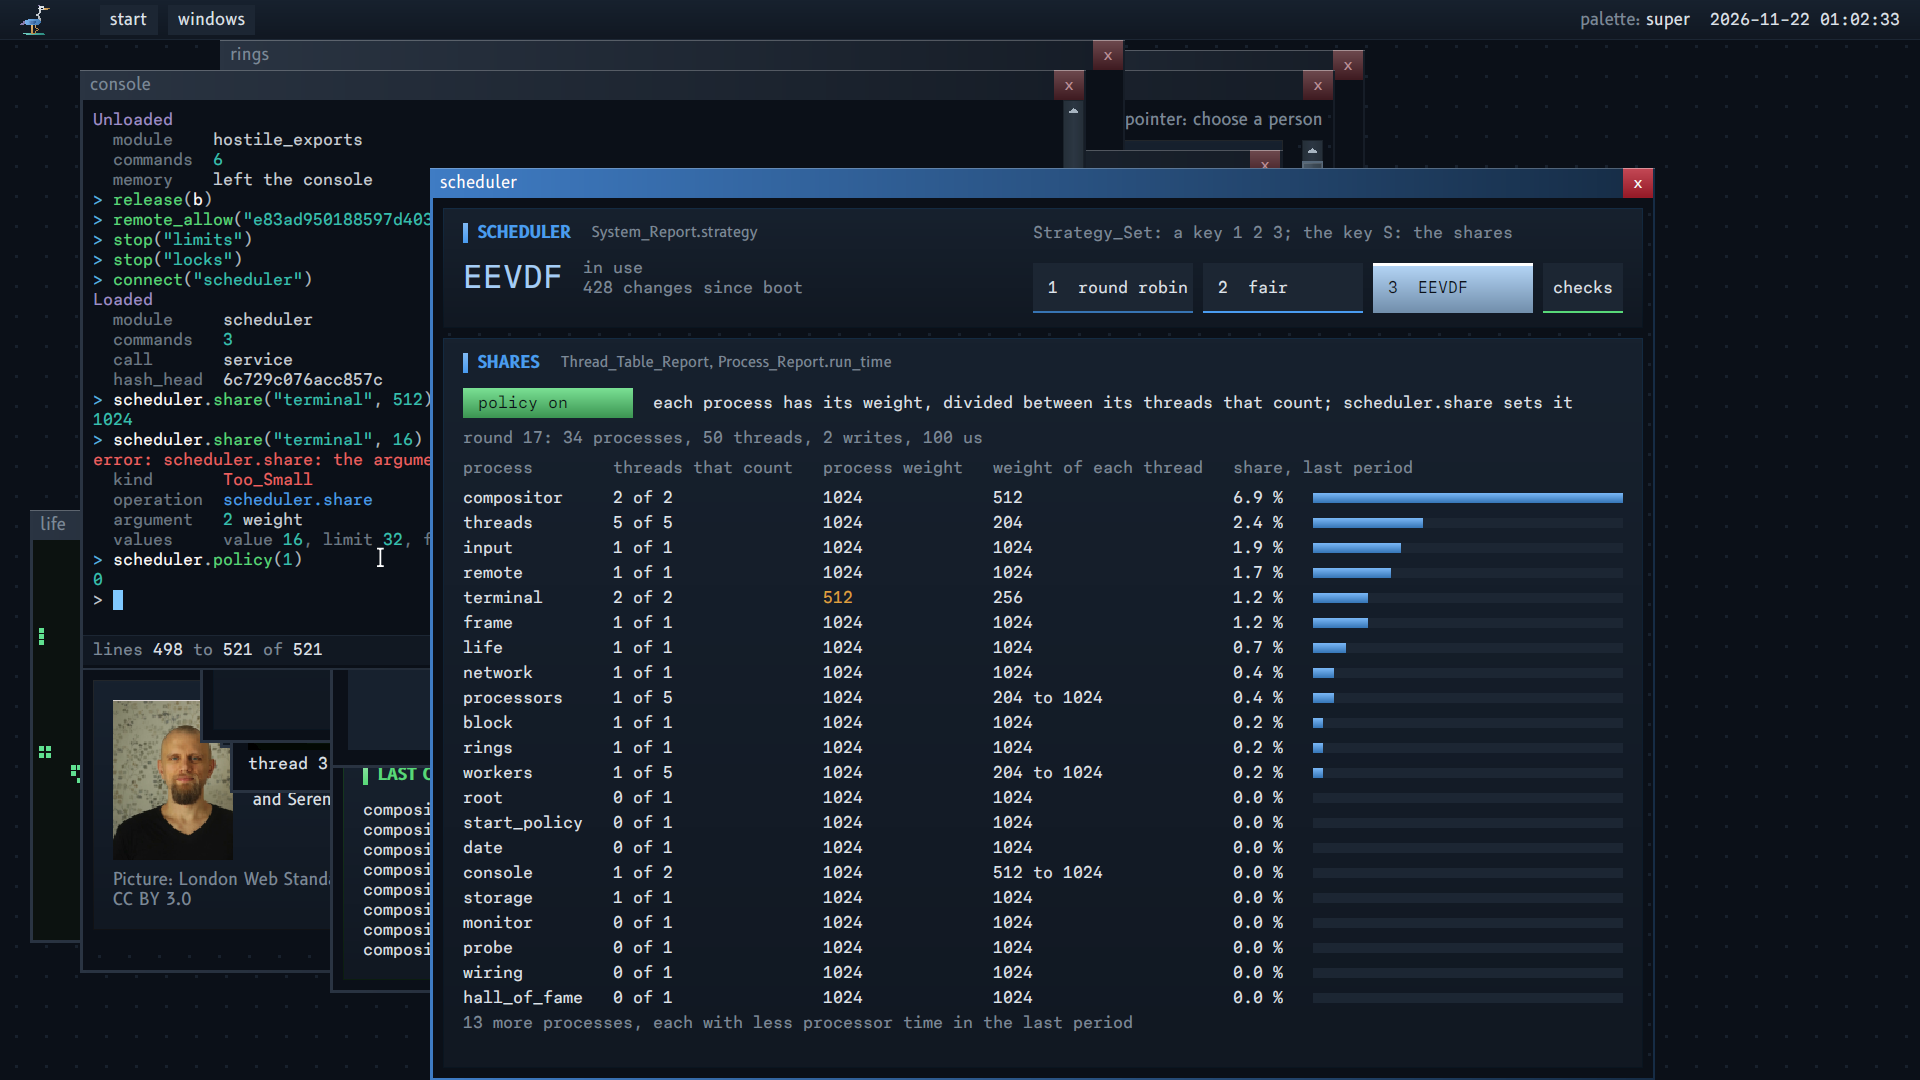 start windows palette: super 2026-11-22 01:02:33
rings x
x
console x
x
pointer: choose a person
x
Unloaded
module hostile_exports
commands 6
memory left the console
> release(b)
> remote_allow("e83ad950188597d403
> stop("limits")
> stop("locks")
> connect("scheduler")
Loaded
module scheduler
commands 3
call service
hash_head 6c729c076acc857c
> scheduler.share("terminal", 512)
1024
> scheduler.share("terminal", 16)
error: scheduler.share: the argume
kind Too_Small
operation scheduler.share
argument 2 weight
values value 16, limit 32, f
> scheduler.policy(1)
0
>
lines 498 to 521 of 521
life
thread 3
and Seren
Picture: London Web Standa
CC BY 3.0
LAST C
composi
composi
composi
composi
composi
composi
composi
composi
scheduler x
SCHEDULER System_Report.strategy
EEVDF in use
428 changes since boot
Strategy_Set: a key 1 2 3; the key S: the shares
1 round robin 2 fair 3 EEVDF checks
SHARES Thread_Table_Report, Process_Report.run_time
policy on each process has its weight, divided between its threads that count; scheduler.share sets it
round 17: 34 processes, 50 threads, 2 writes, 100 us
process threads that count process weight weight of each thread share, last period
compositor 2 of 2 1024 512 6.9 %
threads 5 of 5 1024 204 2.4 %
input 1 of 1 1024 1024 1.9 %
remote 1 of 1 1024 1024 1.7 %
terminal 2 of 2 512 256 1.2 %
frame 1 of 1 1024 1024 1.2 %
life 1 of 1 1024 1024 0.7 %
network 1 of 1 1024 1024 0.4 %
processors 1 of 5 1024 204 to 1024 0.4 %
block 1 of 1 1024 1024 0.2 %
rings 1 of 1 1024 1024 0.2 %
workers 1 of 5 1024 204 to 1024 0.2 %
root 0 of 1 1024 1024 0.0 %
start_policy 0 of 1 1024 1024 0.0 %
date 0 of 1 1024 1024 0.0 %
console 1 of 2 1024 512 to 1024 0.0 %
storage 1 of 1 1024 1024 0.0 %
monitor 0 of 1 1024 1024 0.0 %
probe 0 of 1 1024 1024 0.0 %
wiring 0 of 1 1024 1024 0.0 %
hall_of_fame 0 of 1 1024 1024 0.0 %
13 more processes, each with less processor time in the last period